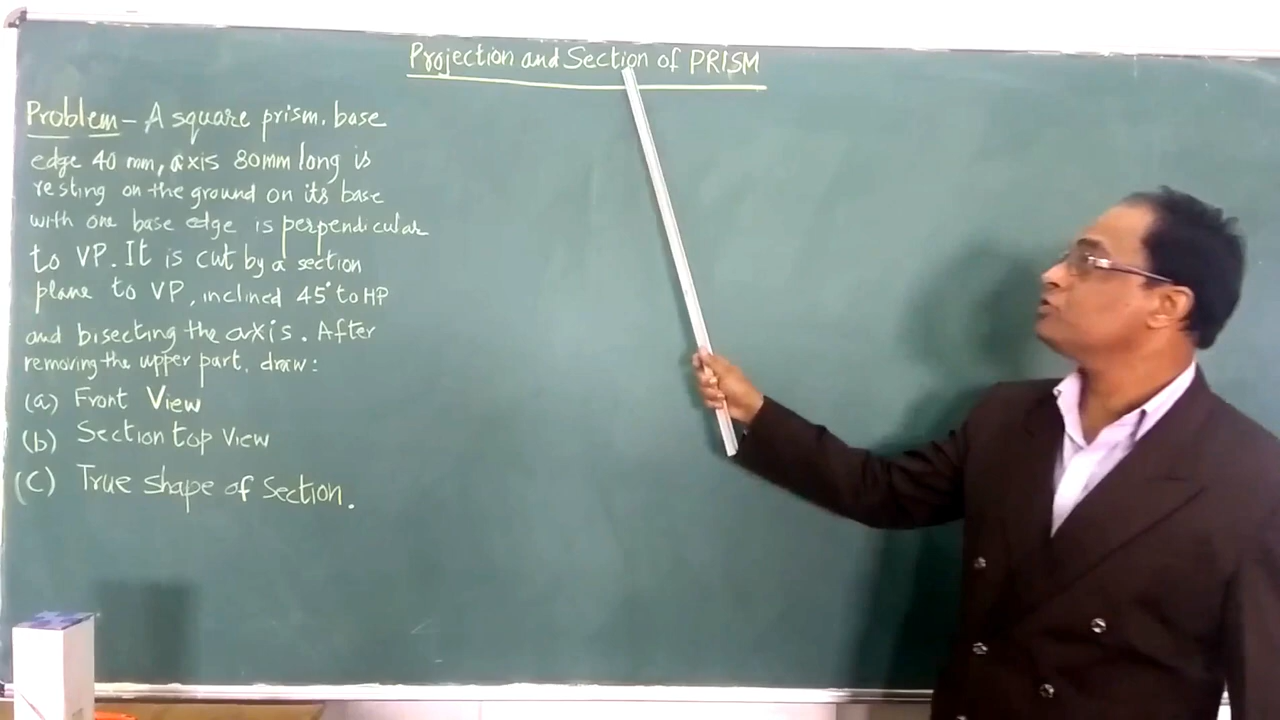 Projection and Section of PRISM
Problem - A square prism, base
edge 40 mm, axis 80mm long is
resting on the ground on its base
with one base edge is perpendicular
to VP. It is cut by a section
plane to VP, inclined 45° to HP
and bisecting the axis. After
removing the upper part, draw:
(a) Front View
(b) Section top View
(C) True shape of Section.